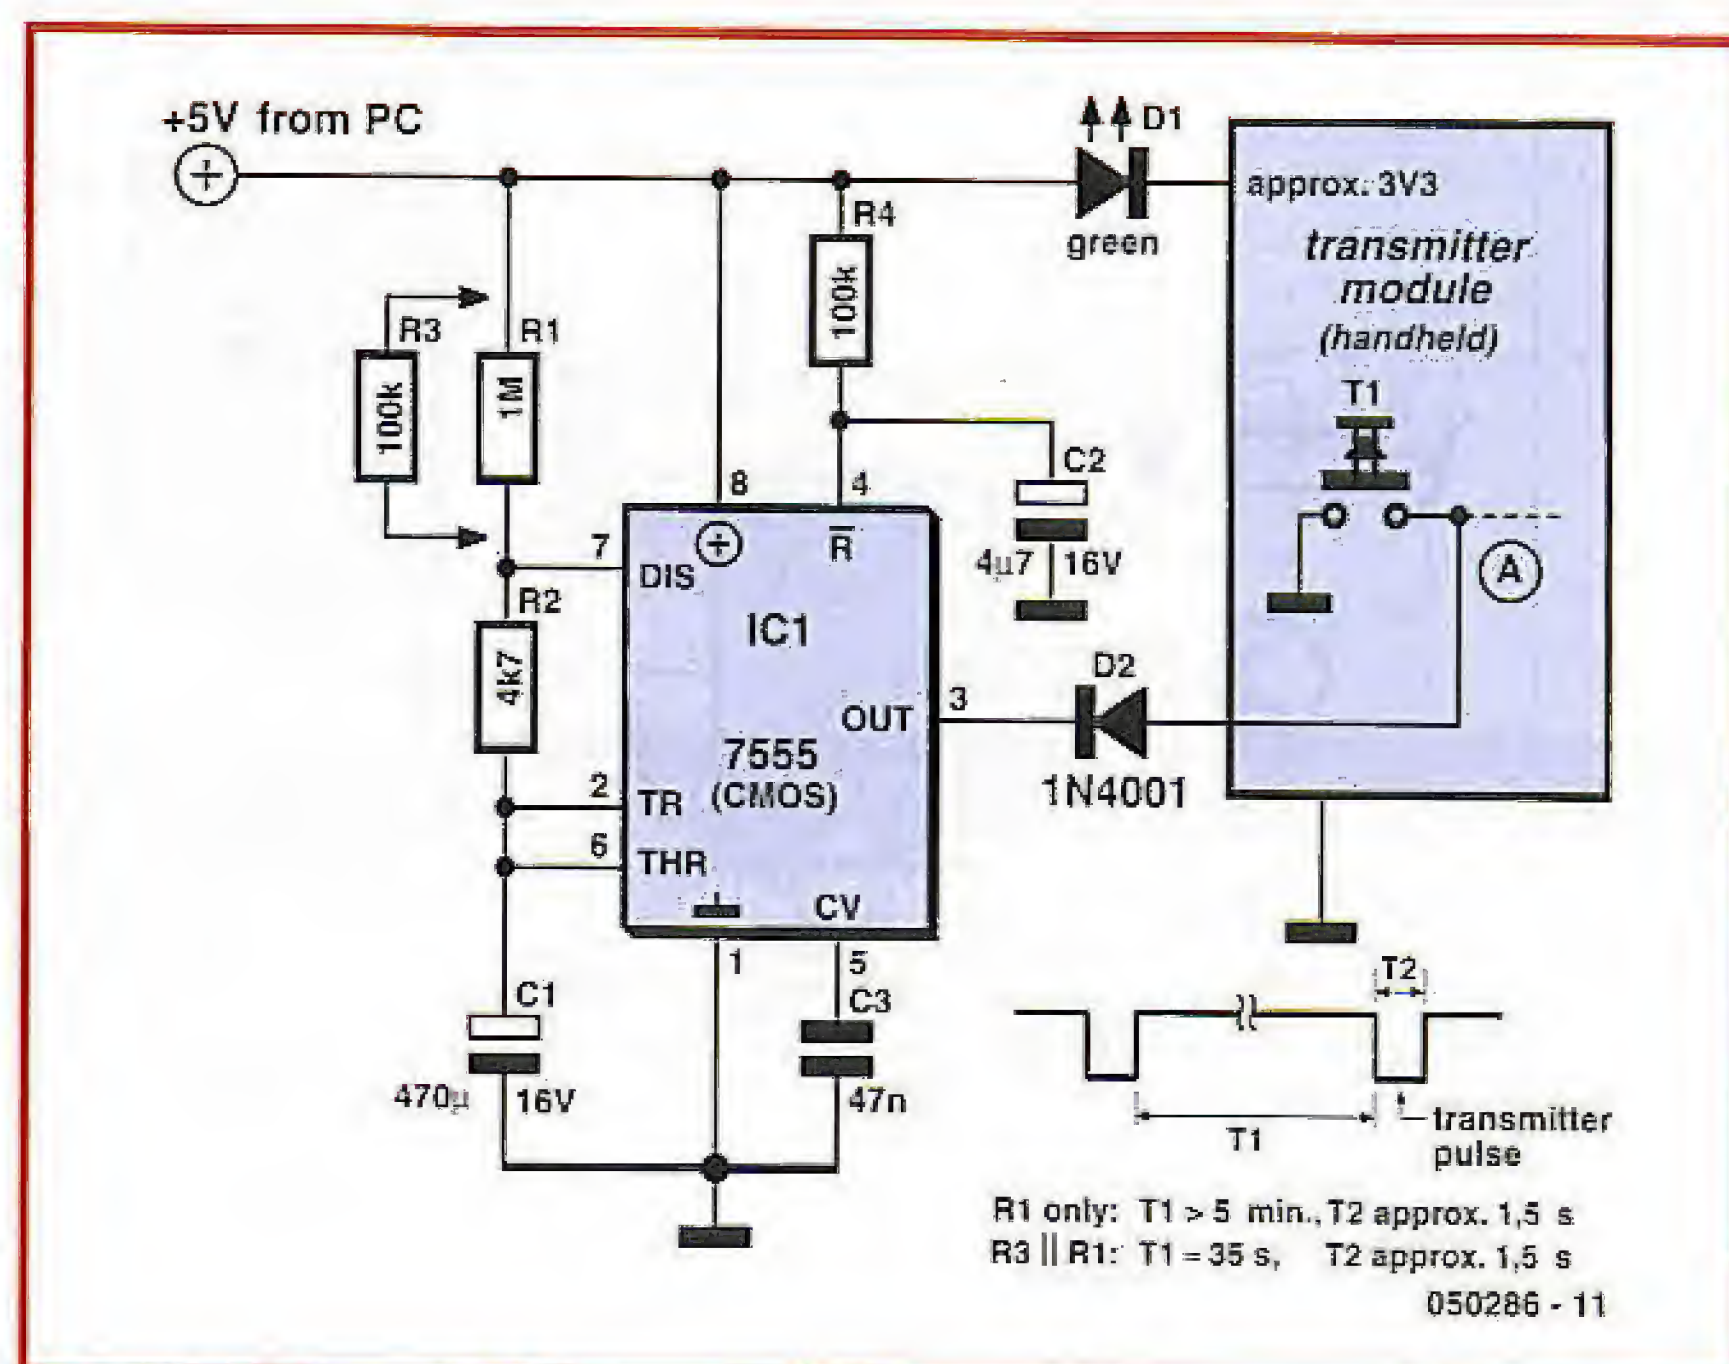 +5V from PC
D1
approx. 3V3
green
transmitter
module
(handheld)
R4
100k
R3
100k
R1
1M
T1
8
4
C2
4µ7
16V
7
DIS
R
R2
4k7
IC1
A
D2
3
OUT
1N4001
7555
(CMOS)
2
TR
6
THR
CV
1
5
C1
470µ
16V
C3
47n
T2
T1
transmitter
pulse
R1 only: T1 > 5 min., T2 approx. 1,5 s
R3 || R1: T1 = 35 s, T2 approx. 1,5 s
050286 - 11